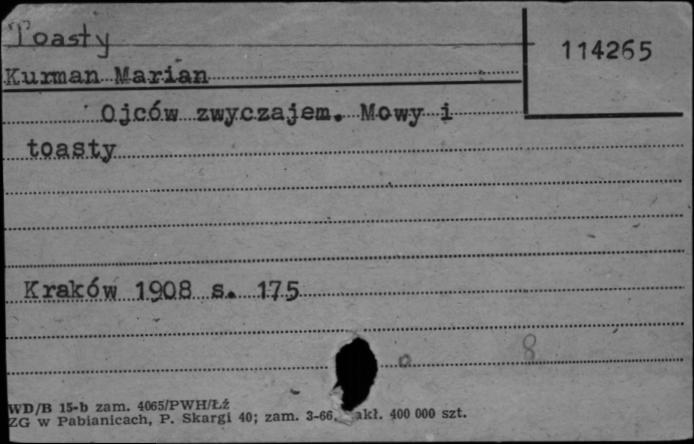 Toasty
114265
Kurman Marian
Ojców zwyczajem. Mowy i
toasty
Kraków 1908 s. 175
8
WD/B 15-b zam. 4065/PWH/Łź
ZG w Pabianicach, P. Skargi 40; zam. 3-66, akł. 400 000 szt.